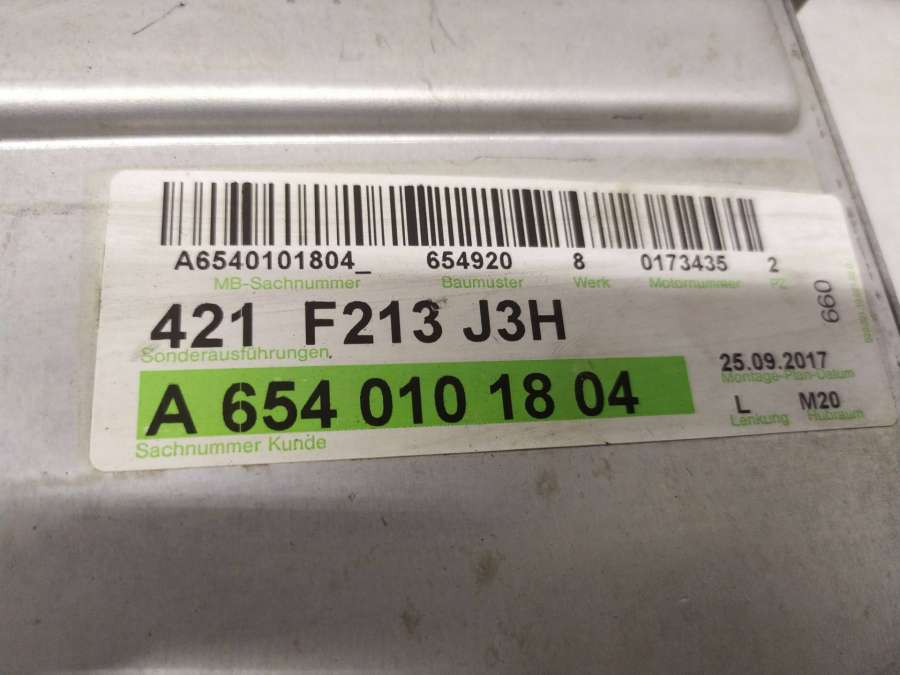 A6540101804_ 654920 8 0173435 2
MB-Sachnummer Baumuster Werk Motornummer PZ
421 F213 J3H
Sonderausführungen
660
25.09.2017
Montage-Plan-Datum
A 654 010 18 04
L M20
Lenkung Hubraum
Sachnummer Kunde